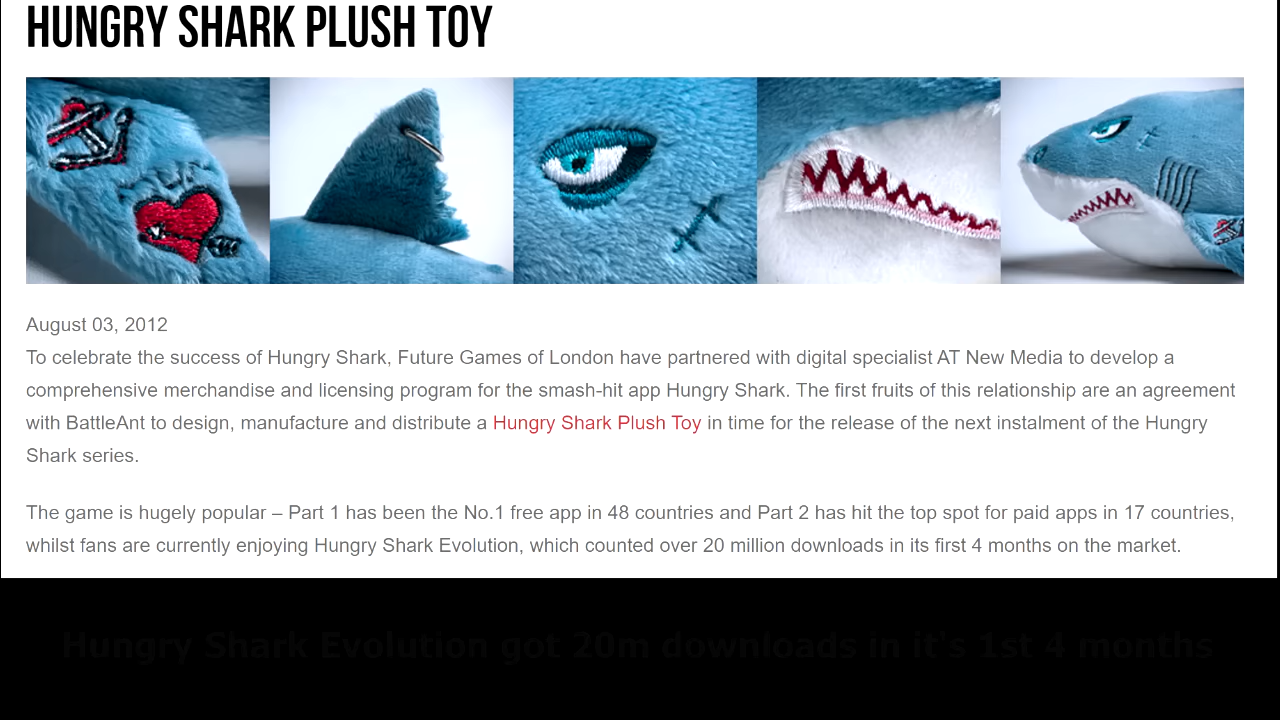 HUNGRY SHARK PLUSH TOY
August 03, 2012
To celebrate the success of Hungry Shark, Future Games of London have partnered with digital specialist AT New Media to develop a
comprehensive merchandise and licensing program for the smash-hit app Hungry Shark. The first fruits of this relationship are an agreement
with BattleAnt to design, manufacture and distribute a Hungry Shark Plush Toy in time for the release of the next instalment of the Hungry
Shark series.
The game is hugely popular – Part 1 has been the No.1 free app in 48 countries and Part 2 has hit the top spot for paid apps in 17 countries,
whilst fans are currently enjoying Hungry Shark Evolution, which counted over 20 million downloads in its first 4 months on the market.
Hungry Shark Evolution got 20m downloads in it's 1st 4 months